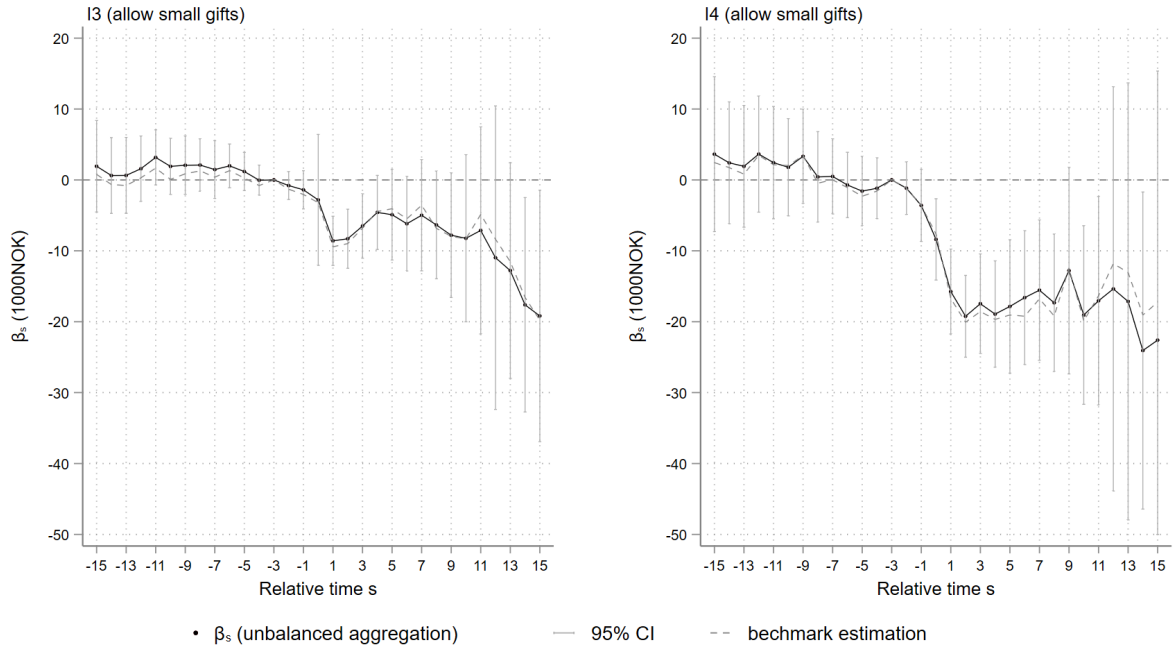 I3 (allow small gifts)
20
10
0
-10
-20
-30
-40
-50
βₛ (1000NOK)
-15 -13 -11 -9 -7 -5 -3 -1 1 3 5 7 9 11 13 15
Relative time s
I4 (allow small gifts)
20
10
0
-10
-20
-30
-40
-50
βₛ (1000NOK)
-15 -13 -11 -9 -7 -5 -3 -1 1 3 5 7 9 11 13 15
Relative time s
βₛ (unbalanced aggregation) 95% CI bechmark estimation